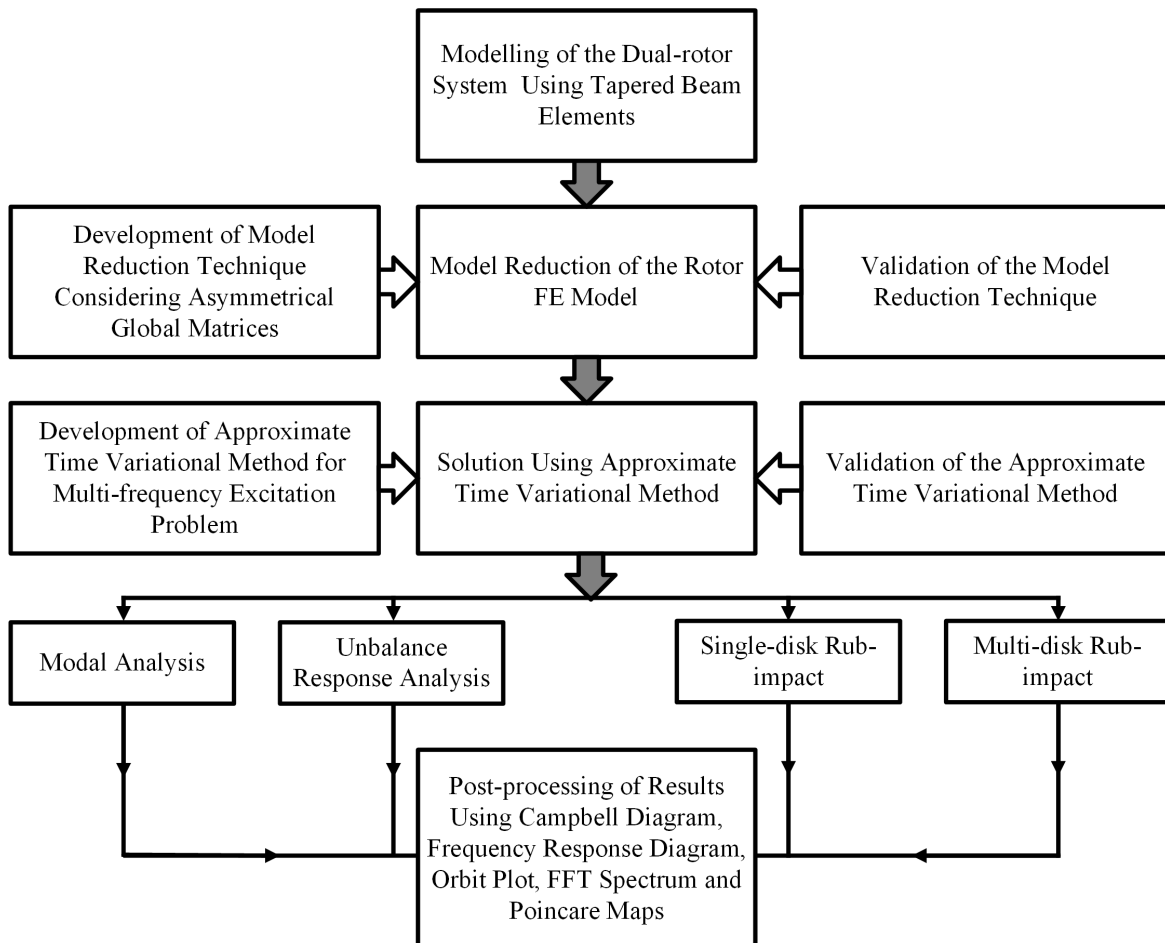 Modelling of the Dual-rotor
System Using Tapered Beam
Elements
Development of Model
Reduction Technique
Considering Asymmetrical
Global Matrices
Model Reduction of the Rotor
FE Model
Validation of the Model
Reduction Technique
Development of Approximate
Time Variational Method for
Multi-frequency Excitation
Problem
Solution Using Approximate
Time Variational Method
Validation of the Approximate
Time Variational Method
Modal Analysis
Unbalance
Response Analysis
Single-disk Rub-
impact
Multi-disk Rub-
impact
Post-processing of Results
Using Campbell Diagram,
Frequency Response Diagram,
Orbit Plot, FFT Spectrum and
Poincare Maps